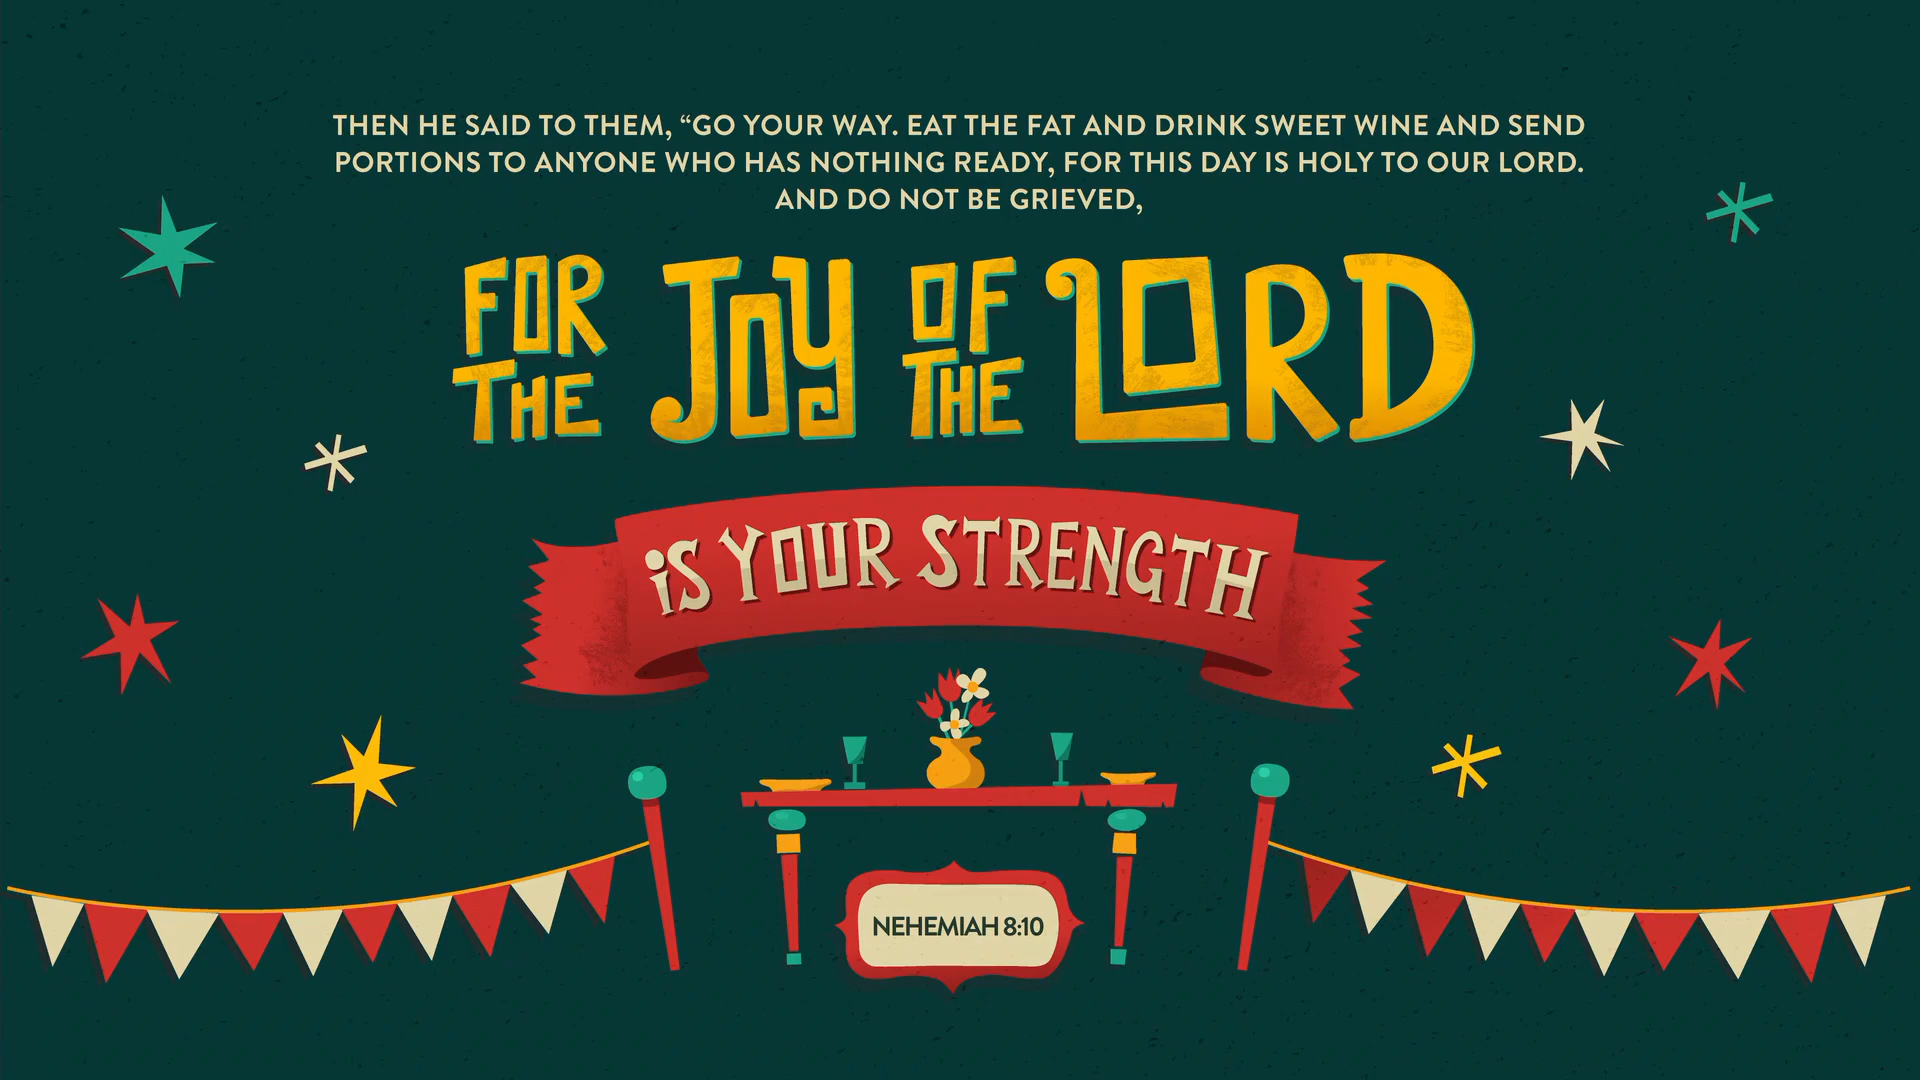 THEN HE SAID TO THEM, “GO YOUR WAY. EAT THE FAT AND DRINK SWEET WINE AND SEND
PORTIONS TO ANYONE WHO HAS NOTHING READY, FOR THIS DAY IS HOLY TO OUR LORD.
AND DO NOT BE GRIEVED,
FOR THE JOY OF THE LORD
iS YOUR STRENGTH
NEHEMIAH 8:10